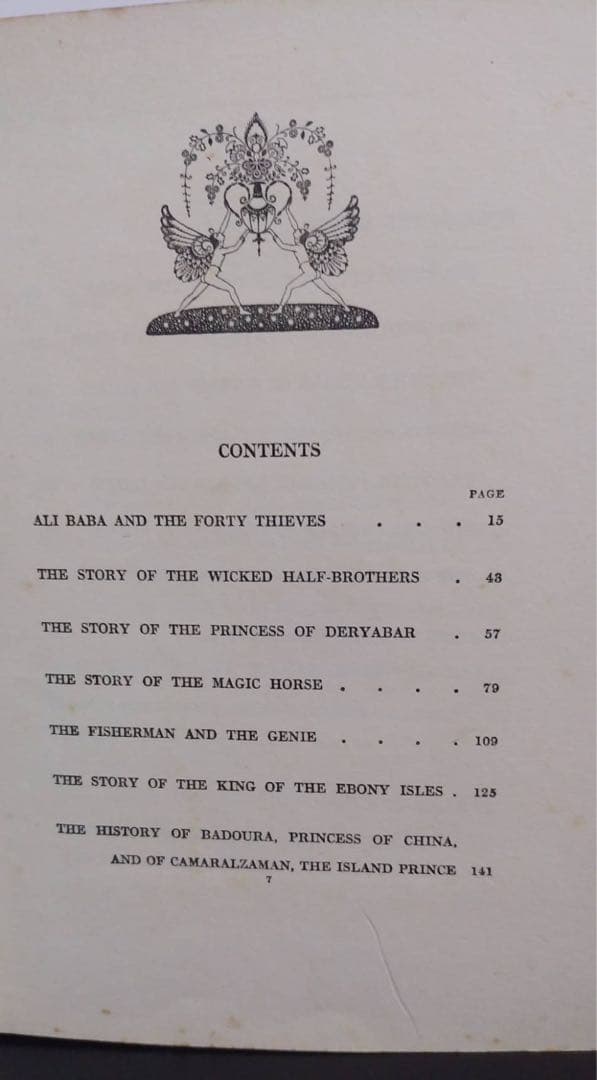 CONTENTS
PAGE
ALI BABA AND THE FORTY THIEVES . . . 15
THE STORY OF THE WICKED HALF-BROTHERS . 43
THE STORY OF THE PRINCESS OF DERYABAR . 57
THE STORY OF THE MAGIC HORSE . . . . 79
THE FISHERMAN AND THE GENIE . . . . 109
THE STORY OF THE KING OF THE EBONY ISLES . 125
THE HISTORY OF BADOURA, PRINCESS OF CHINA,
AND OF CAMARALZAMAN, THE ISLAND PRINCE 141
7